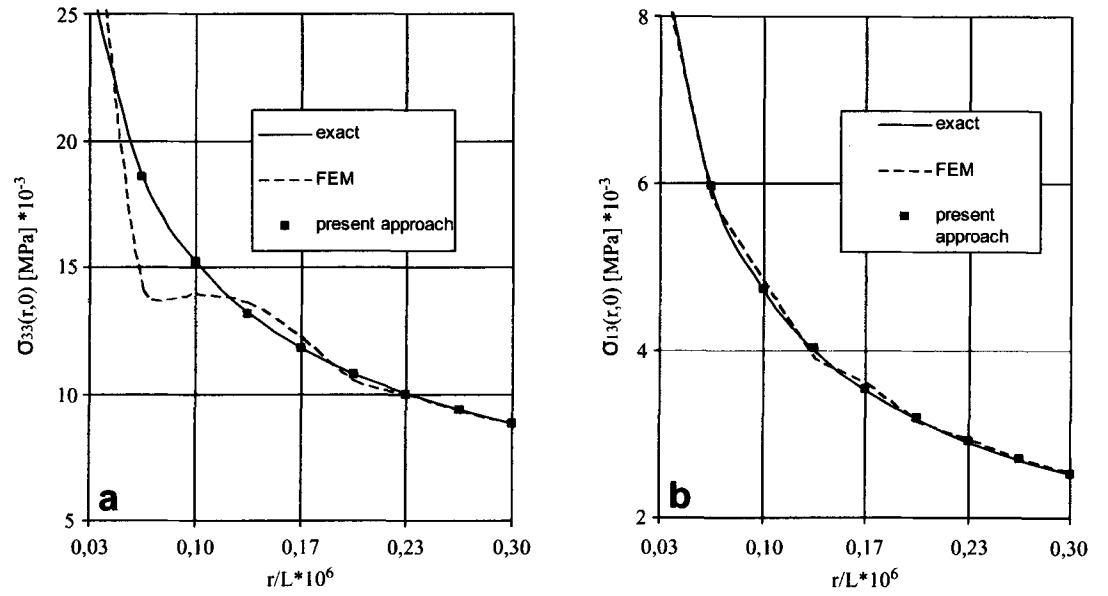 25
20
15
10
5
σ33(r,0) [MPa] *10-3
exact
FEM
present approach
a
0,03
0,10
0,17
0,23
0,30
r/L*10⁶
8
6
4
2
σ13(r,0) [MPa] *10-3
exact
FEM
present
approach
b
0,03
0,10
0,17
0,23
0,30
r/L*10⁶